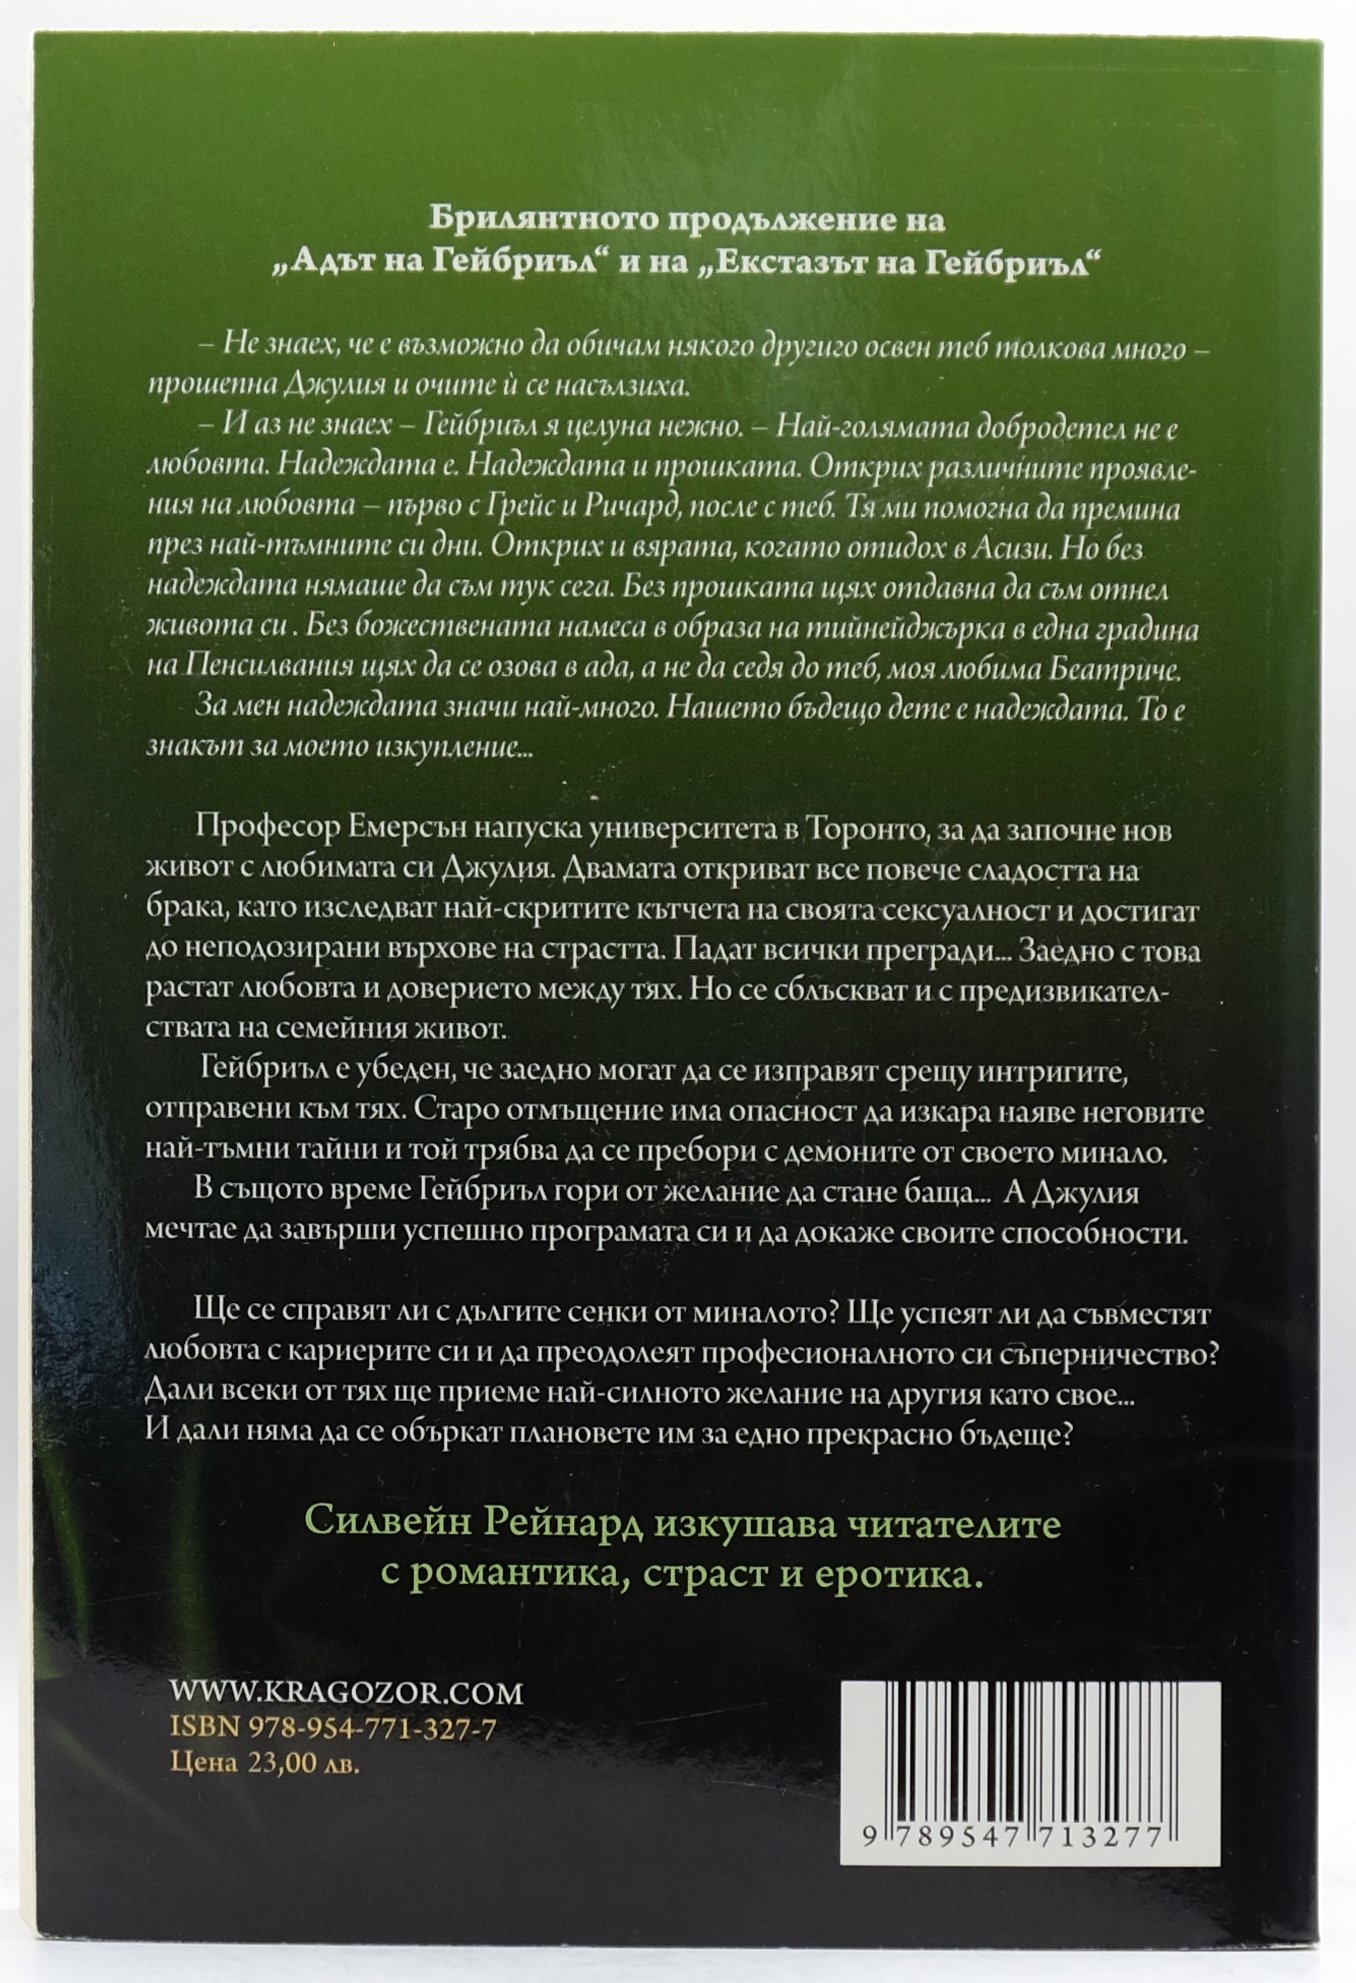 Брилянтното продължение на
„Адът на Гейбриъл“ и на „Екстазът на Гейбриъл“
– Не знаех, че е възможно да обичам някого другиго освен теб толкова много –
прошепна Джулия и очите ѝ се насълзиха.
– И аз не знаех – Гейбриъл я целуна нежно. – Най-голямата добродетел не е
любовта. Надеждата е. Надеждата и прошката. Открих различните проявле-
ния на любовта – първо с Грейс и Ричард, после с теб. Тя ми помогна да премина
през най-тъмните си дни. Открих и вярата, когато отидох в Асизи. Но без
надеждата нямаше да съм тук сега. Без прошката щях отдавна да съм отнел
живота си . Без божествената намеса в образа на тийнейджърка в една градина
на Пенсилвания щях да се озова в ада, а не да седя до теб, моя любима Беатриче.
За мен надеждата значи най-много. Нашето бъдещо дете е надеждата. То е
знакът за моето изкупление...
Професор Емерсън напуска университета в Торонто, за да започне нов
живот с любимата си Джулия. Двамата откриват все повече сладостта на
брака, като изследват най-скритите кътчета на своята сексуалност и достигат
до неподозирани върхове на страстта. Падат всички прегради... Заедно с това
растат любовта и доверието между тях. Но се сблъскват и с предизвикател-
ствата на семейния живот.
Гейбриъл е убеден, че заедно могат да се изправят срещу интригите,
отправени към тях. Старо отмъщение има опасност да изкара наяве неговите
най-тъмни тайни и той трябва да се пребори с демоните от своето минало.
В същото време Гейбриъл гори от желание да стане баща... А Джулия
мечтае да завърши успешно програмата си и да докаже своите способности.
Ще се справят ли с дългите сенки от миналото? Ще успеят ли да съвместят
любовта с кариерите си и да преодолеят професионалното си съперничество?
Дали всеки от тях ще приеме най-силното желание на другия като свое...
И дали няма да се объркат плановете им за едно прекрасно бъдеще?
Силвейн Рейнард изкушава читателите
с романтика, страст и еротика.
WWW.KRAGOZOR.COM
ISBN 978-954-771-327-7
Цена 23,00 лв.
9 789547 713277